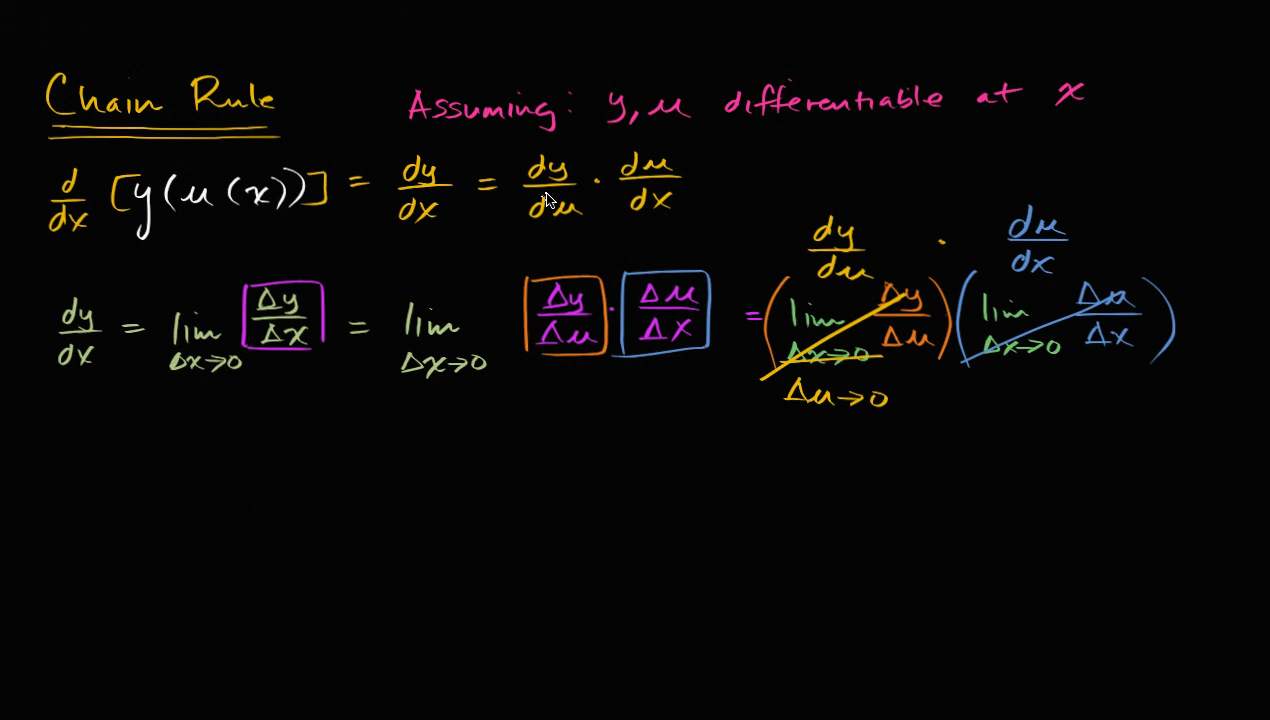 Chain Rule Assuming: y, u differentiable at x
d/dx [y(u(x))] = dy/dx = dy/du · du/dx
dy/du · du/dx
dy/dx = lim Δx→0 Δy/Δx = lim Δx→0 Δy/Δu · Δu/Δx = (lim Δx→0 Δy/Δu) (lim Δx→0 Δu/Δx)
Δu→0